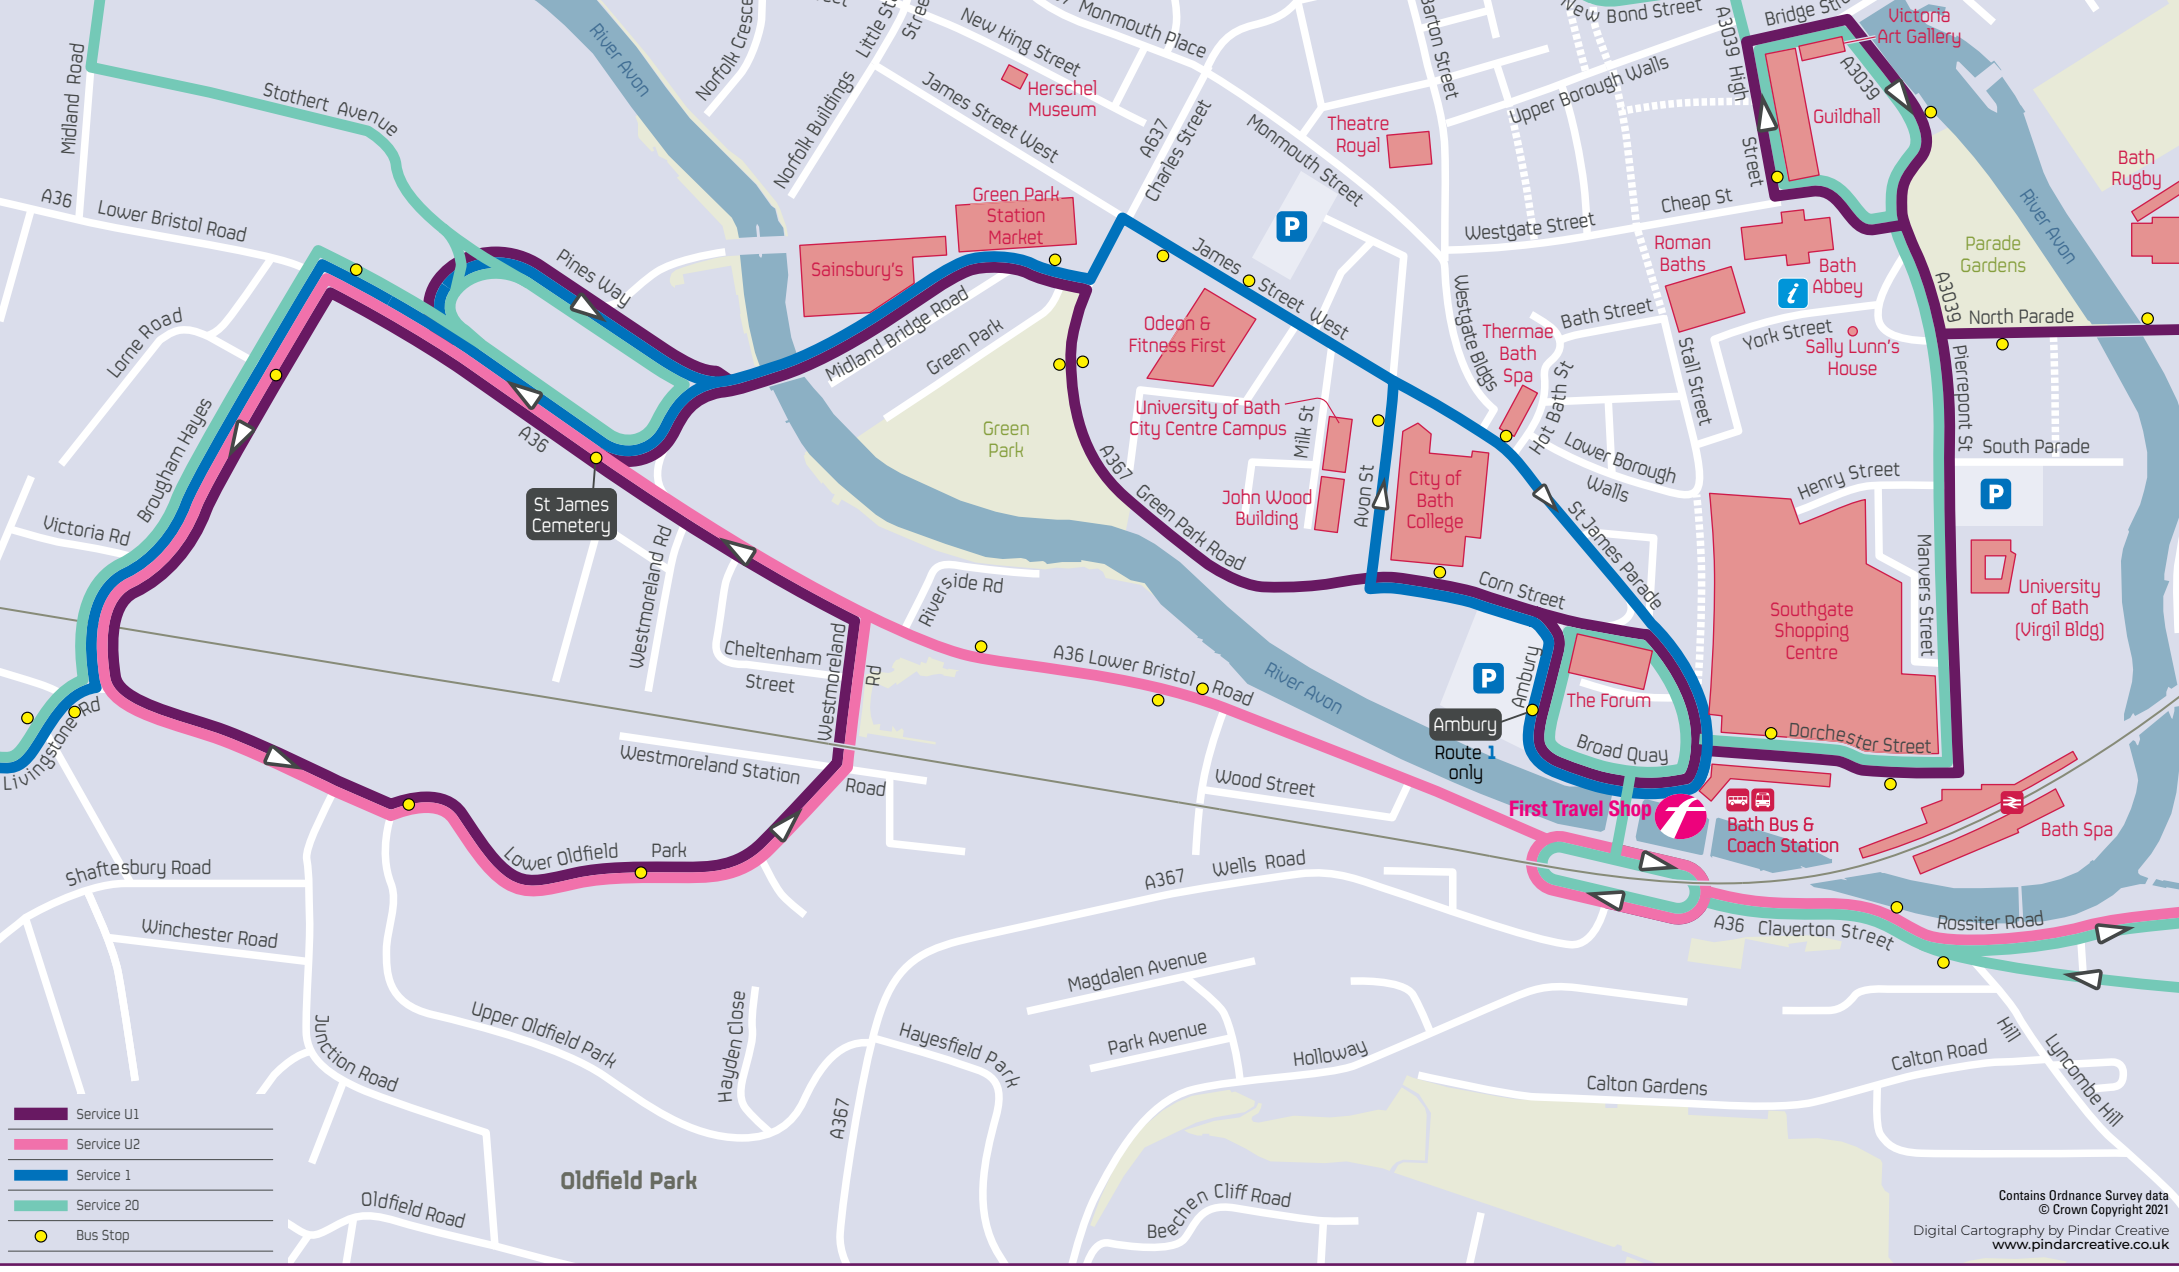 Midland Road
Stothert Avenue
River Avon
Norfolk Buildings
New King Street
Monmouth Place
Herschel
Museum
James Street West
A637
Charles Street
Monmouth Street
Theatre
Royal
Barton Street
New Bond Street
Upper Borough Walls
A3039 High
Street
Victoria
Art Gallery
A3039
Guildhall
Bath
Rugby
River Avon
Parade
Gardens
Cheap St
Westgate Street
Roman
Baths
Bath
Abbey
i
York Street
Sally Lunn's
House
A3039
North Parade
A36
Lower Bristol Road
Pines Way
Sainsbury's
Green Park
Station
Market
P
James Street West
Westgate Bldgs
Thermae
Bath
Spa
Bath Street
Hot Bath St
Stall Street
Lower Borough
Walls
Pierrepont St
South Parade
Henry Street
P
Lorne Road
Midland Bridge Road
Green Park
Green
Park
Odeon &
Fitness First
University of Bath
City Centre Campus
Milk St
John Wood
Building
Avon St
City of
Bath
College
St James Parade
A367 Green Park Road
Brougham Hayes
A36
St James
Cemetery
Victoria Rd
Westmoreland Rd
Riverside Rd
Corn Street
Southgate
Shopping
Centre
Manvers Street
University
of Bath
(Virgil Bldg)
Cheltenham
Street
Westmoreland
Rd
A36 Lower Bristol Road
River Avon
P
Ambury
Ambury
Route 1
only
The Forum
Broad Quay
Dorchester Street
Livingstone Rd
Westmoreland Station
Road
Wood Street
First Travel Shop
Bath Bus &
Coach Station
Bath Spa
Shaftesbury Road
Lower Oldfield Park
A367 Wells Road
A36 Claverton Street
Rossiter Road
Winchester Road
Magdalen Avenue
Park Avenue
Upper Oldfield Park
Hayden Close
Hayesfield Park
Holloway
Junction Road
Calton Gardens
Calton Road
Hill
Lyncombe Hill
A367
Service U1
Service U2
Service 1
Service 20
Bus Stop
Oldfield Park
Oldfield Road
Beechen Cliff Road
Contains Ordnance Survey data
© Crown Copyright 2021
Digital Cartography by Pindar Creative
www.pindarcreative.co.uk